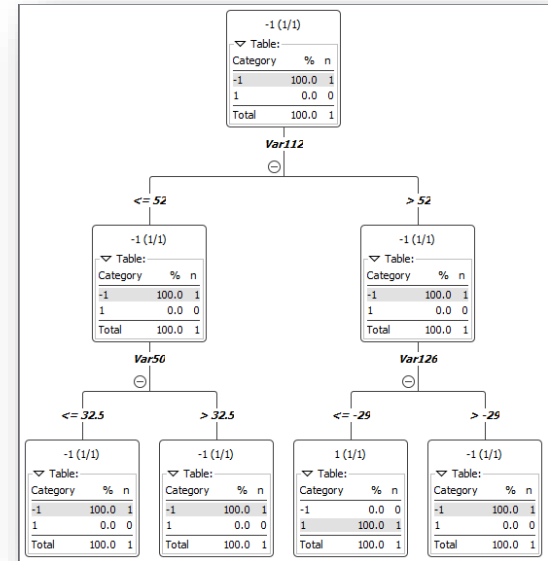 -1 (1/1)
Table:
Category % n
-1 100.0 1
1 0.0 0
Total 100.0 1
Var112
<= 52 > 52
-1 (1/1) -1 (1/1)
Table: Table:
Category % n Category % n
-1 100.0 1 -1 100.0 1
1 0.0 0 1 0.0 0
Total 100.0 1 Total 100.0 1
Var50 Var126
<= 32.5 > 32.5 <= -29 > -29
-1 (1/1) -1 (1/1) 1 (1/1) -1 (1/1)
Table: Table: Table: Table:
Category % n Category % n Category % n Category % n
-1 100.0 1 -1 100.0 1 -1 0.0 0 -1 100.0 1
1 0.0 0 1 0.0 0 1 100.0 1 1 0.0 0
Total 100.0 1 Total 100.0 1 Total 100.0 1 Total 100.0 1